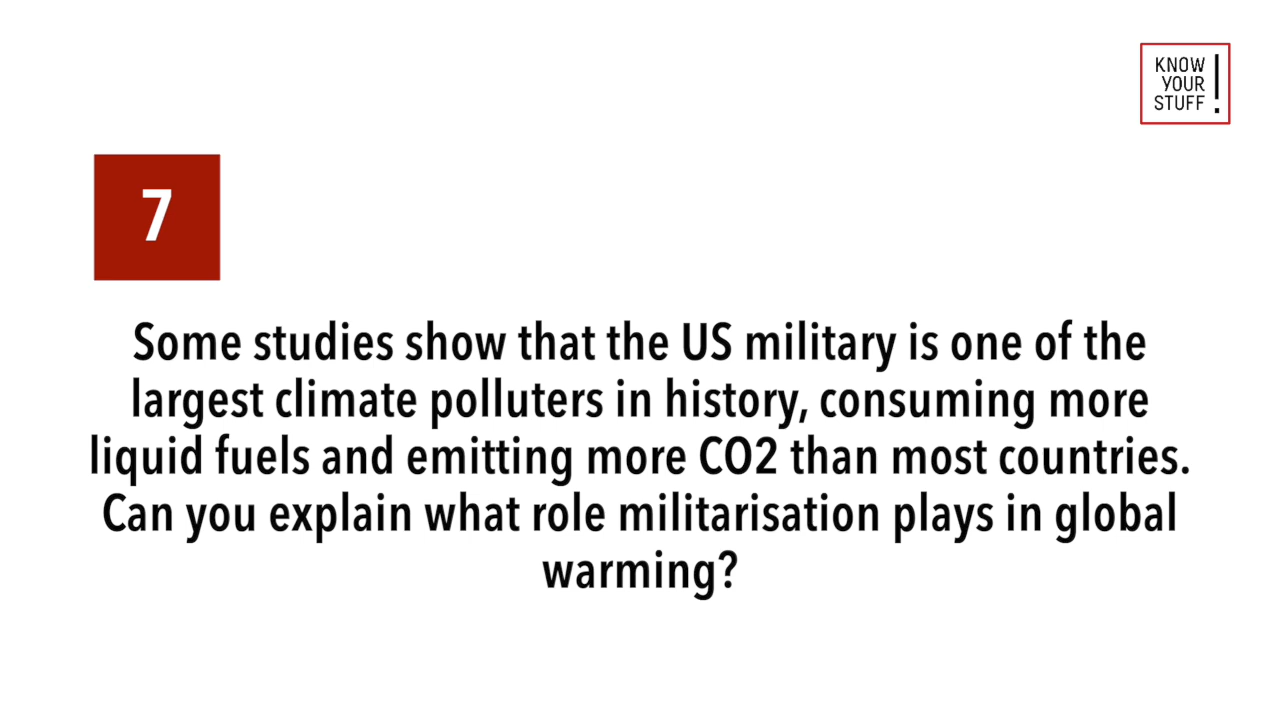 KNOW
YOUR
STUFF!
7
Some studies show that the US military is one of the
largest climate polluters in history, consuming more
liquid fuels and emitting more CO2 than most countries.
Can you explain what role militarisation plays in global
warming?